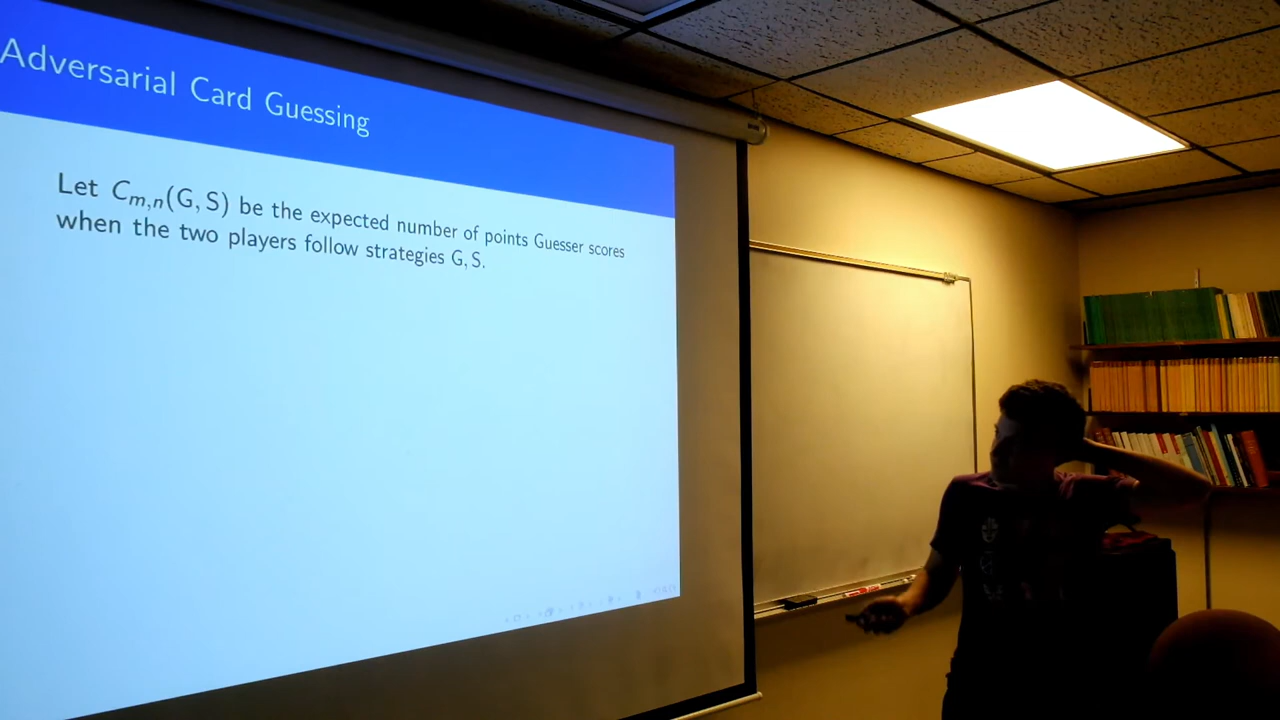 Adversarial Card Guessing
Let C_{m,n}(G, S) be the expected number of points Guesser scores
when the two players follow strategies G, S.